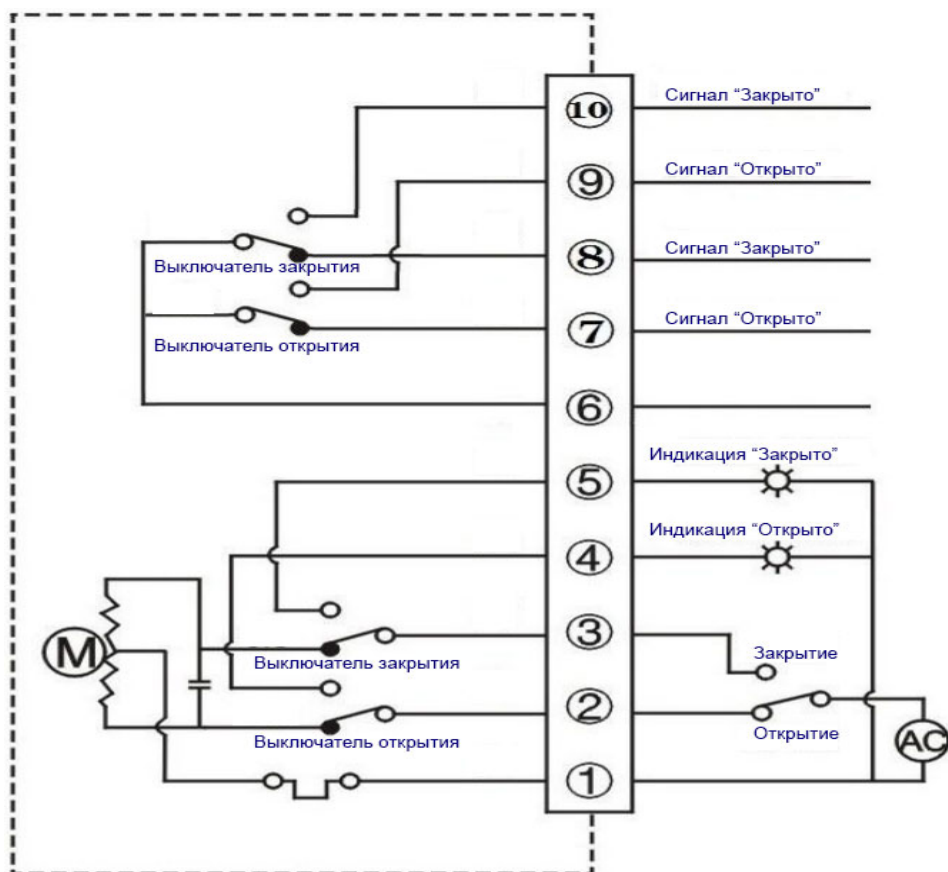 10 Сигнал “Закрыто”
9 Сигнал “Открыто”
8 Сигнал “Закрыто”
Выключатель закрытия
7 Сигнал “Открыто”
Выключатель открытия
6
Индикация “Закрыто”
5
Индикация “Открыто”
4
3
Закрытие
Выключатель закрытия
M
2
Открытие
Выключатель открытия
AC
1